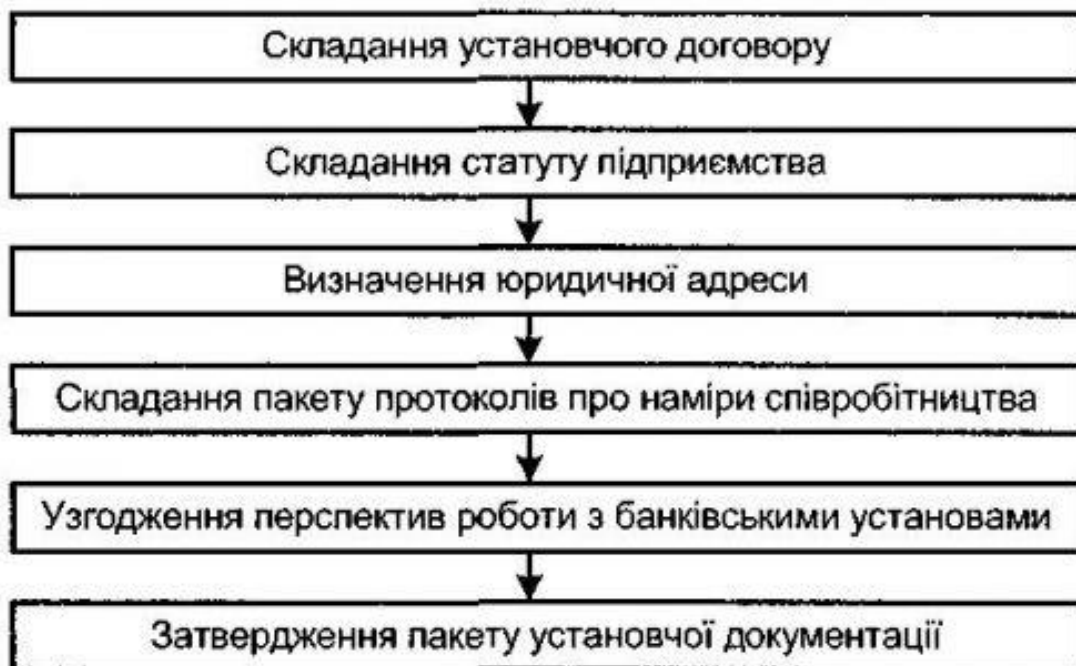 Складання установчого договору
Складання статуту підприємства
Визначення юридичної адреси
Складання пакету протоколів про наміри співробітництва
Узгодження перспектив роботи з банківськими установами
Затвердження пакету установчої документації